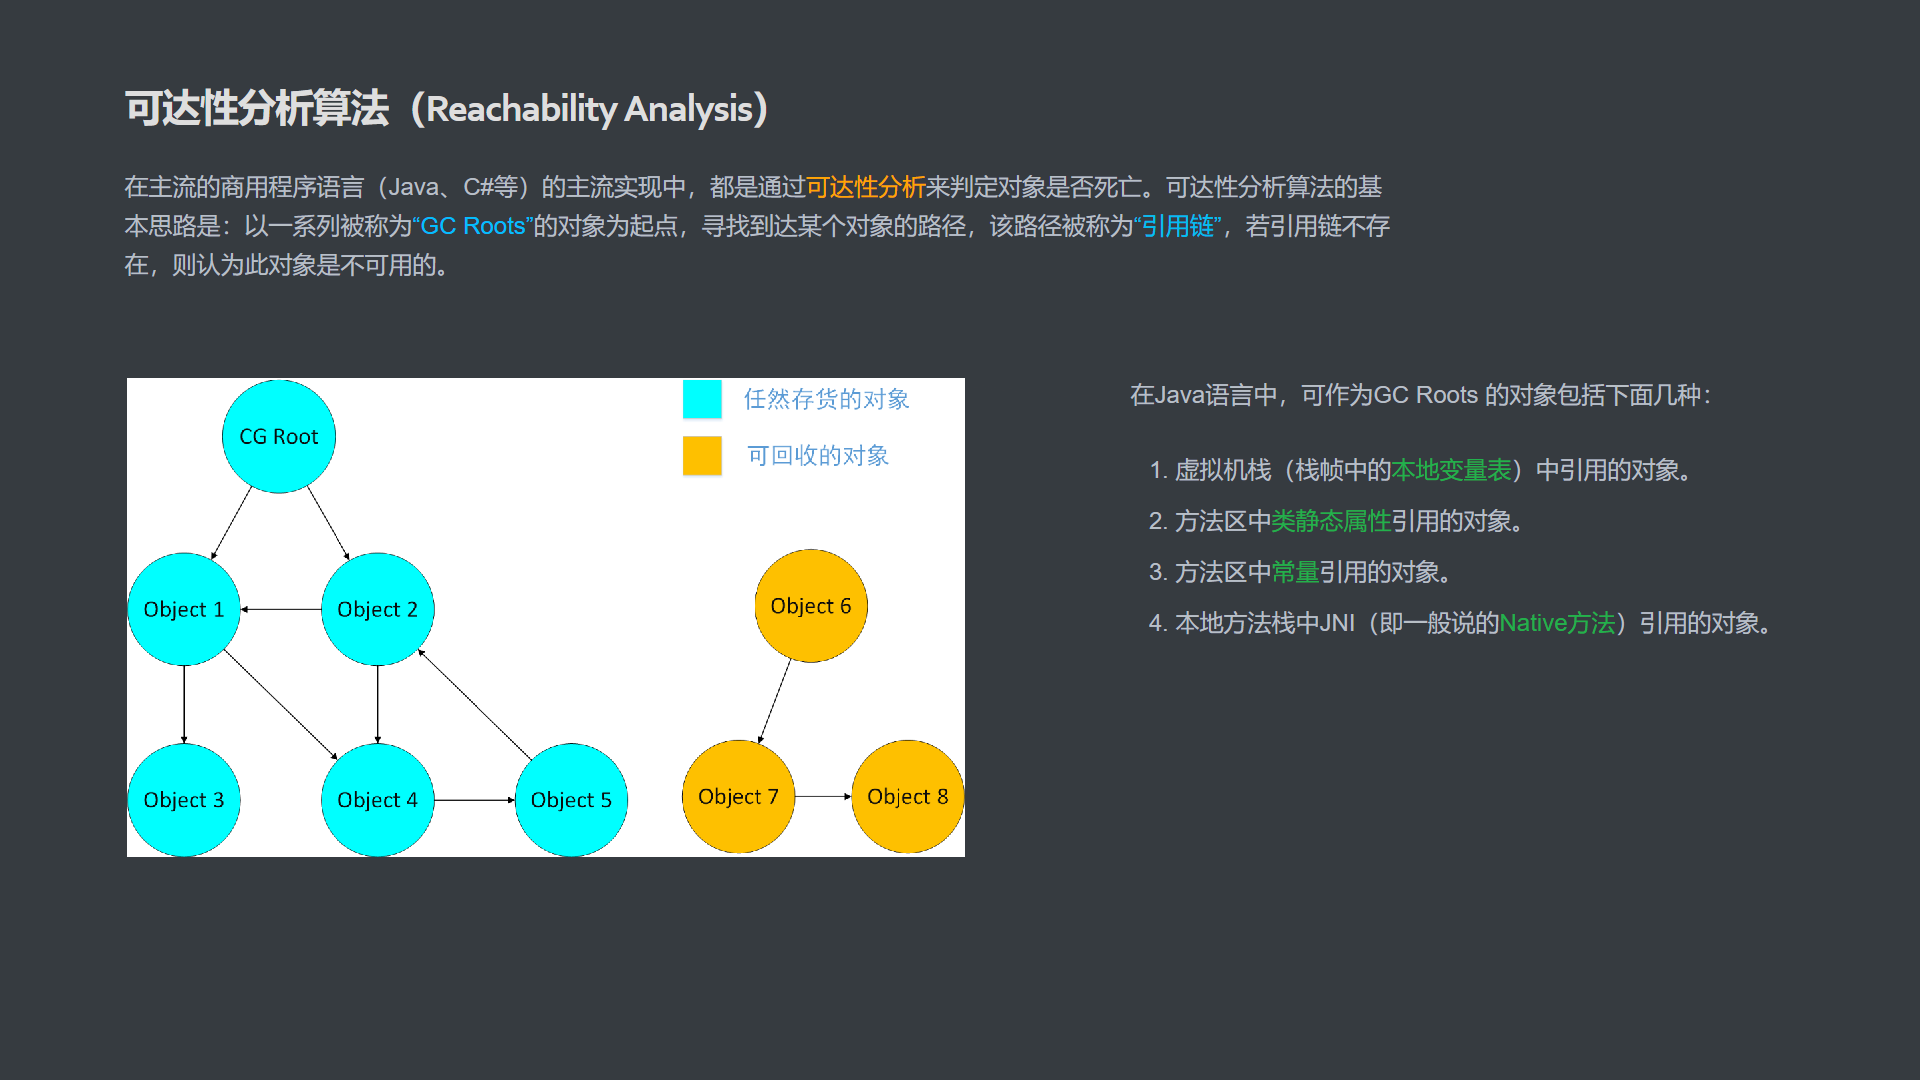 可达性分析算法（Reachability Analysis）
在主流的商用程序语言（Java、C#等）的主流实现中，都是通过可达性分析来判定对象是否死亡。可达性分析算法的基
本思路是：以一系列被称为“GC Roots”的对象为起点，寻找到达某个对象的路径，该路径被称为“引用链”，若引用链不存
在，则认为此对象是不可用的。
CG Root
任然存货的对象
可回收的对象
Object 1
Object 2
Object 6
Object 3
Object 4
Object 5
Object 7
Object 8
在Java语言中，可作为GC Roots 的对象包括下面几种：
1. 虚拟机栈（栈帧中的本地变量表）中引用的对象。
2. 方法区中类静态属性引用的对象。
3. 方法区中常量引用的对象。
4. 本地方法栈中JNI（即一般说的Native方法）引用的对象。